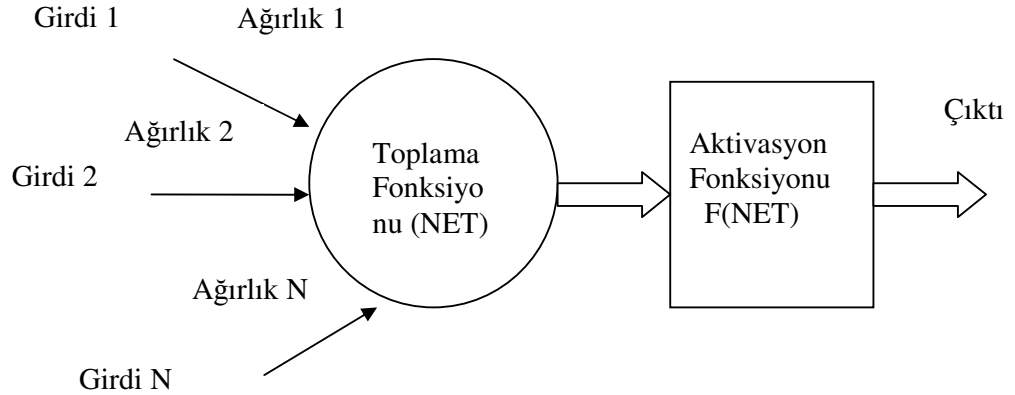 Girdi 1
Ağırlık 1
Ağırlık 2
Girdi 2
Ağırlık N
Girdi N
Toplama
Fonksiyo
nu (NET)
Aktivasyon
Fonksiyonu
F(NET)
Çıktı